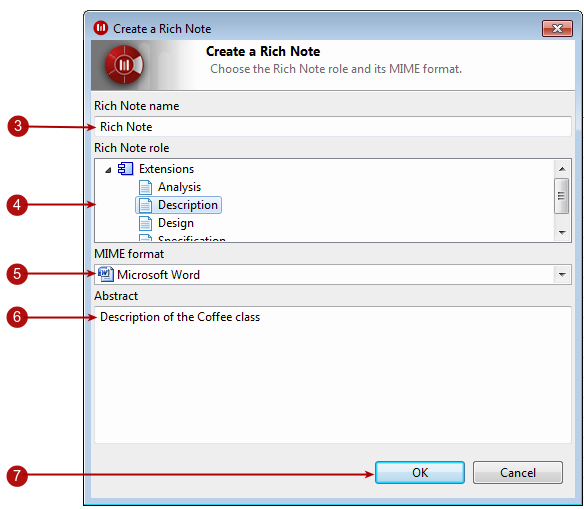 Create a Rich Note
Create a Rich Note
Choose the Rich Note role and its MIME format.
Rich Note name
3 Rich Note
Rich Note role
Extensions
Analysis
4 Description
Design
Specification
MIME format
5 Microsoft Word
Abstract
6 Description of the Coffee class
7 OK Cancel